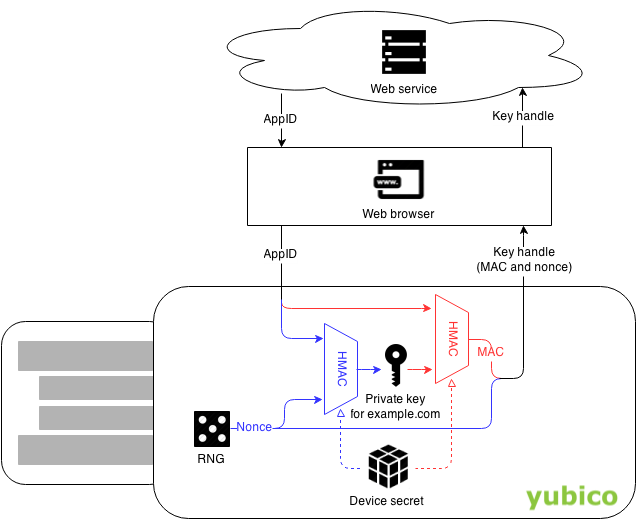 Web service
AppID
Key handle
www.
Web browser
AppID
Key handle
(MAC and nonce)
HMAC
HMAC
MAC
Private key
for example.com
Nonce
RNG
Device secret
yubico